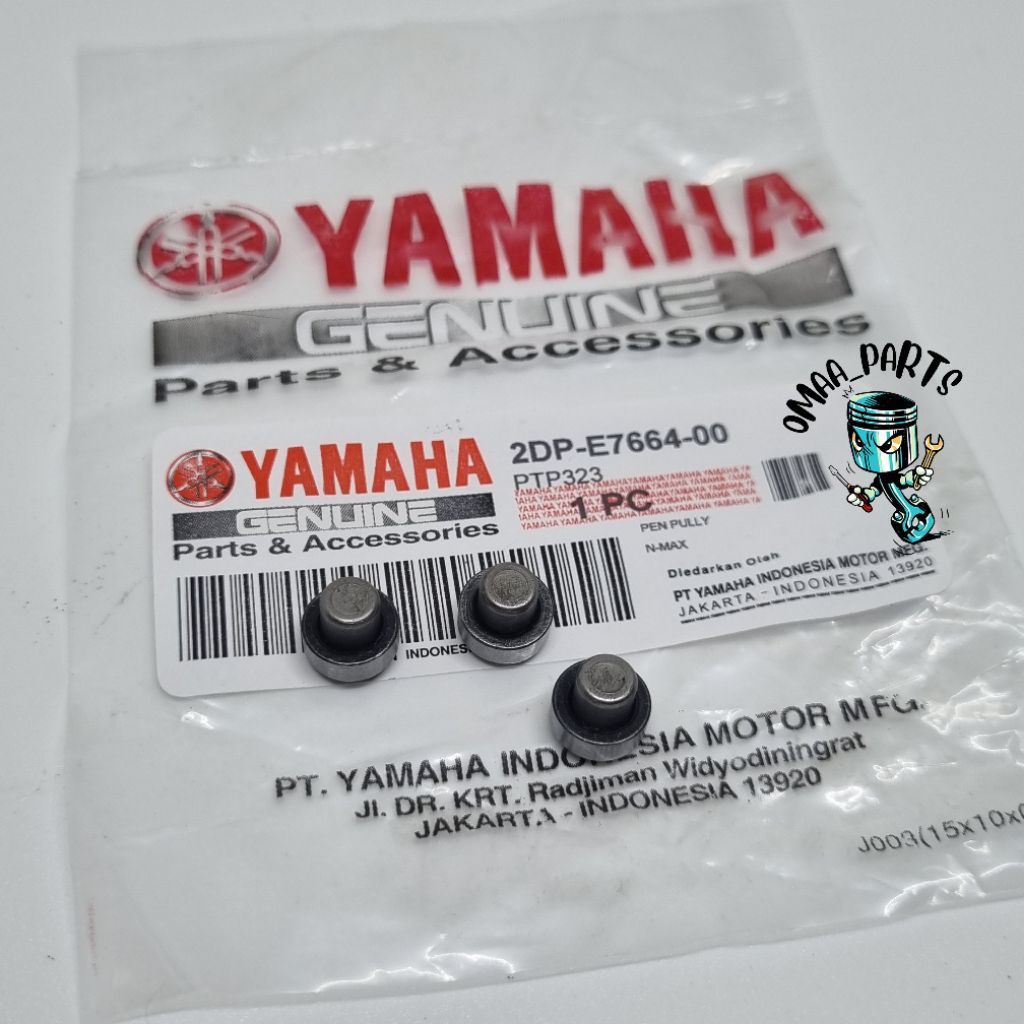 YAMAHA
GENUINE
Parts & Accessories
OMAA_PARTS
YAMAHA
GENUINE
Parts & Accessories
2DP-E7664-00
PTP323
1 PC
PEN PULLY
N-MAX
Diedarkan Oleh
PT YAMAHA INDONESIA MOTOR MFG.
JAKARTA - INDONESIA 13920
PT. YAMAHA INDONESIA MOTOR MFG.
Jl. DR. KRT. Radjiman Widyodiningrat
JAKARTA - INDONESIA 13920